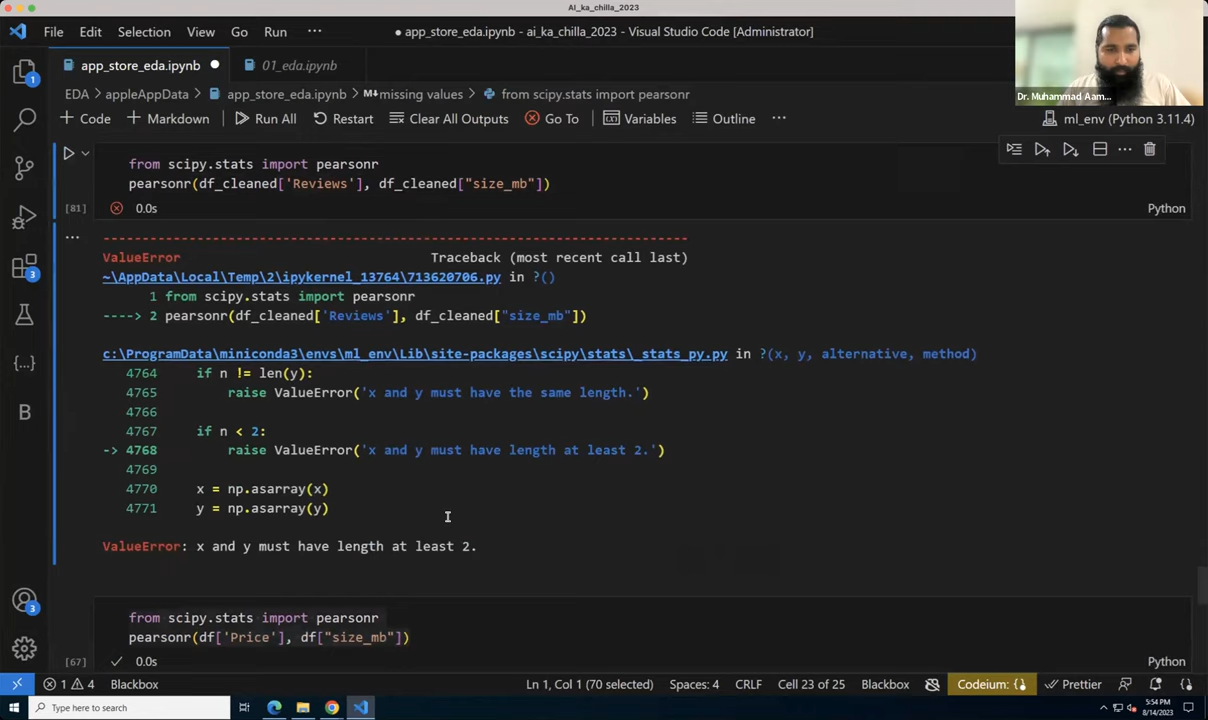 Ai_ka_chilla_2023
File Edit Selection View Go Run ··· ● app_store_eda.ipynb - ai_ka_chilla_2023 - Visual Studio Code [Administrator]
app_store_eda.ipynb ● 01_eda.ipynb
Dr. Muhammad Aam...
EDA > appleAppData > app_store_eda.ipynb > missing values > from scipy.stats import pearsonr
+ Code + Markdown Run All Restart Clear All Outputs Go To Variables Outline ··· ml_env (Python 3.11.4)
from scipy.stats import pearsonr
pearsonr(df_cleaned['Reviews'], df_cleaned["size_mb"])
[81] 0.0s Python
---------------------------------------------------------------------------
ValueError Traceback (most recent call last)
~\AppData\Local\Temp\2\ipykernel_13764\713620706.py in ?()
1 from scipy.stats import pearsonr
----> 2 pearsonr(df_cleaned['Reviews'], df_cleaned["size_mb"])
c:\ProgramData\miniconda3\envs\ml_env\Lib\site-packages\scipy\stats\_stats_py.py in ?(x, y, alternative, method)
4764 if n != len(y):
4765 raise ValueError('x and y must have the same length.')
4766
4767 if n < 2:
-> 4768 raise ValueError('x and y must have length at least 2.')
4769
4770 x = np.asarray(x)
4771 y = np.asarray(y)
ValueError: x and y must have length at least 2.
from scipy.stats import pearsonr
pearsonr(df['Price'], df["size_mb"])
[67] 0.0s Python
1 4 Blackbox Ln 1, Col 1 (70 selected) Spaces: 4 CRLF Cell 23 of 25 Blackbox Codeium: {} Prettier
Type here to search 5:54 PM
8/14/2023
1
3
3
B